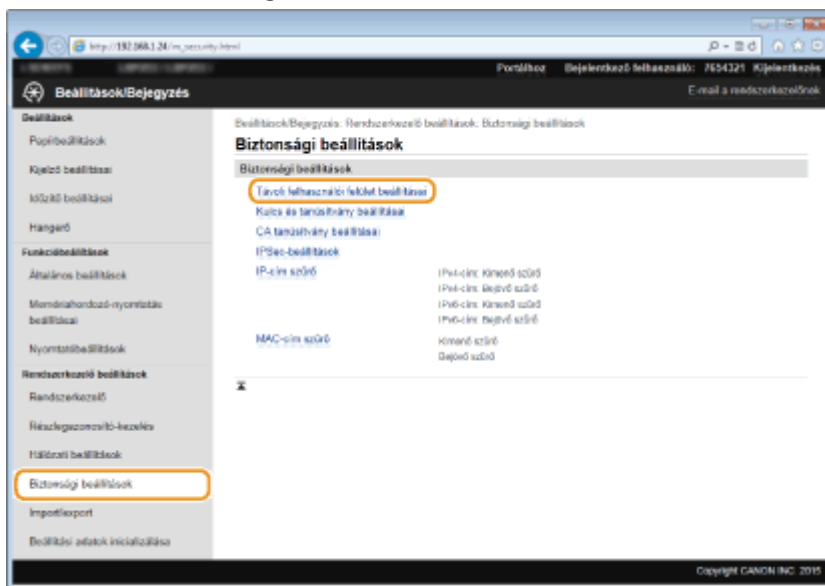 http://192.168.1.24/m_security.html
Portálhoz Bejelentkező felhasználó: 7654321 Kijelentkezés
Beállítások/Bejegyzés
E-mail a rendszerkezelőnek
Beállítások
Papírbeállítások
Kijelző beállításai
Időzítő beállításai
Hangerő
Funkcióbeállítások
Általános beállítások
Memóriahordozó-nyomtatás
beállításai
Nyomtatóbeállítások
Rendszerkezelő beállítások
Rendszerkezelő
Részlegazonosító-kezelés
Hálózati beállítások
Biztonsági beállítások
Import/export
Beállítási adatok inicializálása
Beállítások/Bejegyzés: Rendszerkezelő beállítások: Biztonsági beállítások
Biztonsági beállítások
Biztonsági beállítások
Távoli felhasználói felület beállításai
Kulcs és tanúsítvány beállításai
CA tanúsítvány beállításai
IPSec-beállítások
IP-cím szűrő
IPv4-cím: Kimenő szűrő
IPv4-cím: Bejövő szűrő
IPv6-cím: Kimenő szűrő
IPv6-cím: Bejövő szűrő
MAC-cím szűrő
Kimenő szűrő
Bejövő szűrő
Copyright CANON INC. 2015